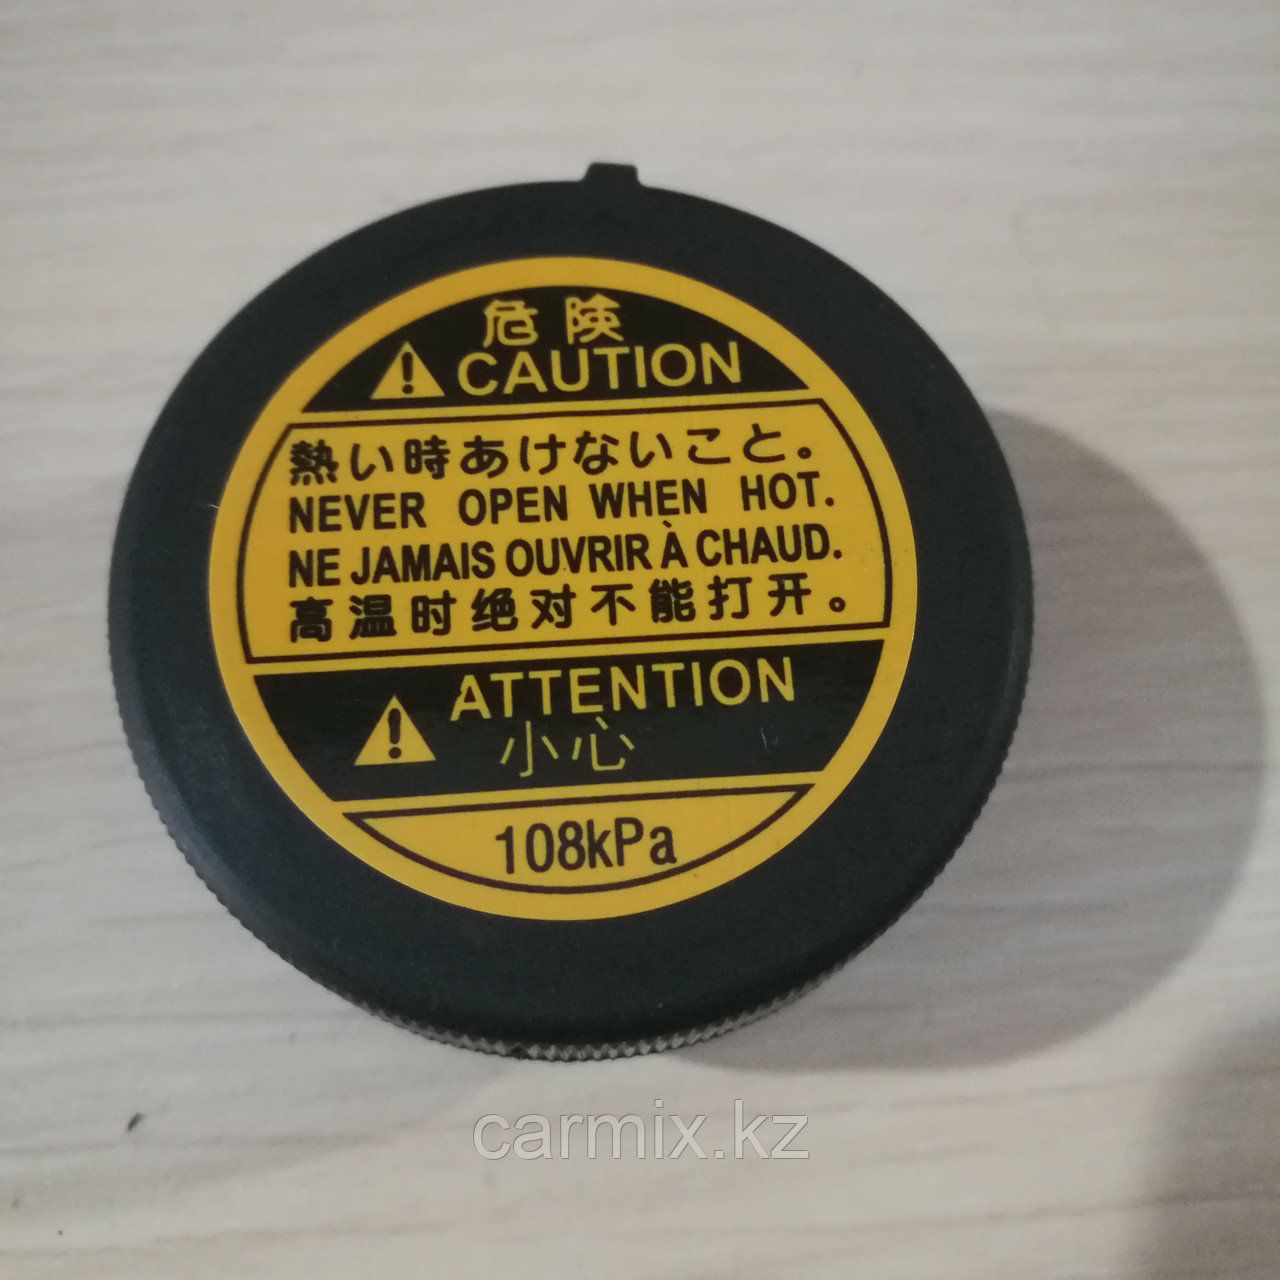 危険
CAUTION
熱い時あけないこと。
NEVER OPEN WHEN HOT.
NE JAMAIS OUVRIR À CHAUD.
高温时绝对不能打开。
ATTENTION
小心
108kPa
carmix.kz